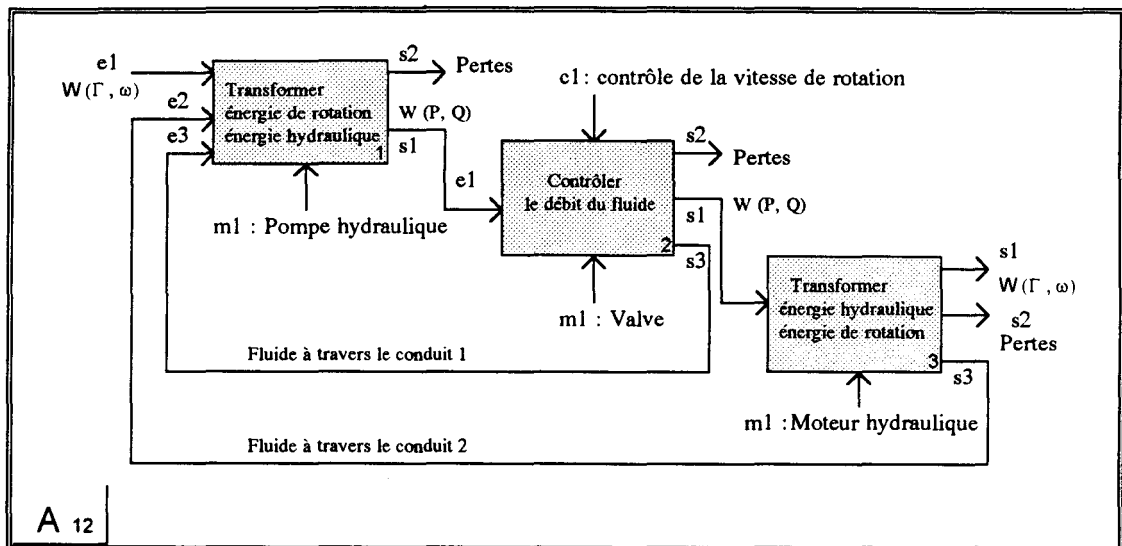 e1
W(Γ, ω)
e2
e3
Transformer
énergie de rotation
énergie hydraulique
1
s2
Pertes
W (P, Q)
s1
m1 : Pompe hydraulique
c1: contrôle de la vitesse de rotation
e1
Contrôler
le débit du fluide
2
s2
Pertes
s1
W (P, Q)
s3
m1 : Valve
Transformer
énergie hydraulique
énergie de rotation
3
s1
W(Γ, ω)
s2
Pertes
s3
m1 : Moteur hydraulique
Fluide à travers le conduit 1
Fluide à travers le conduit 2
A 12